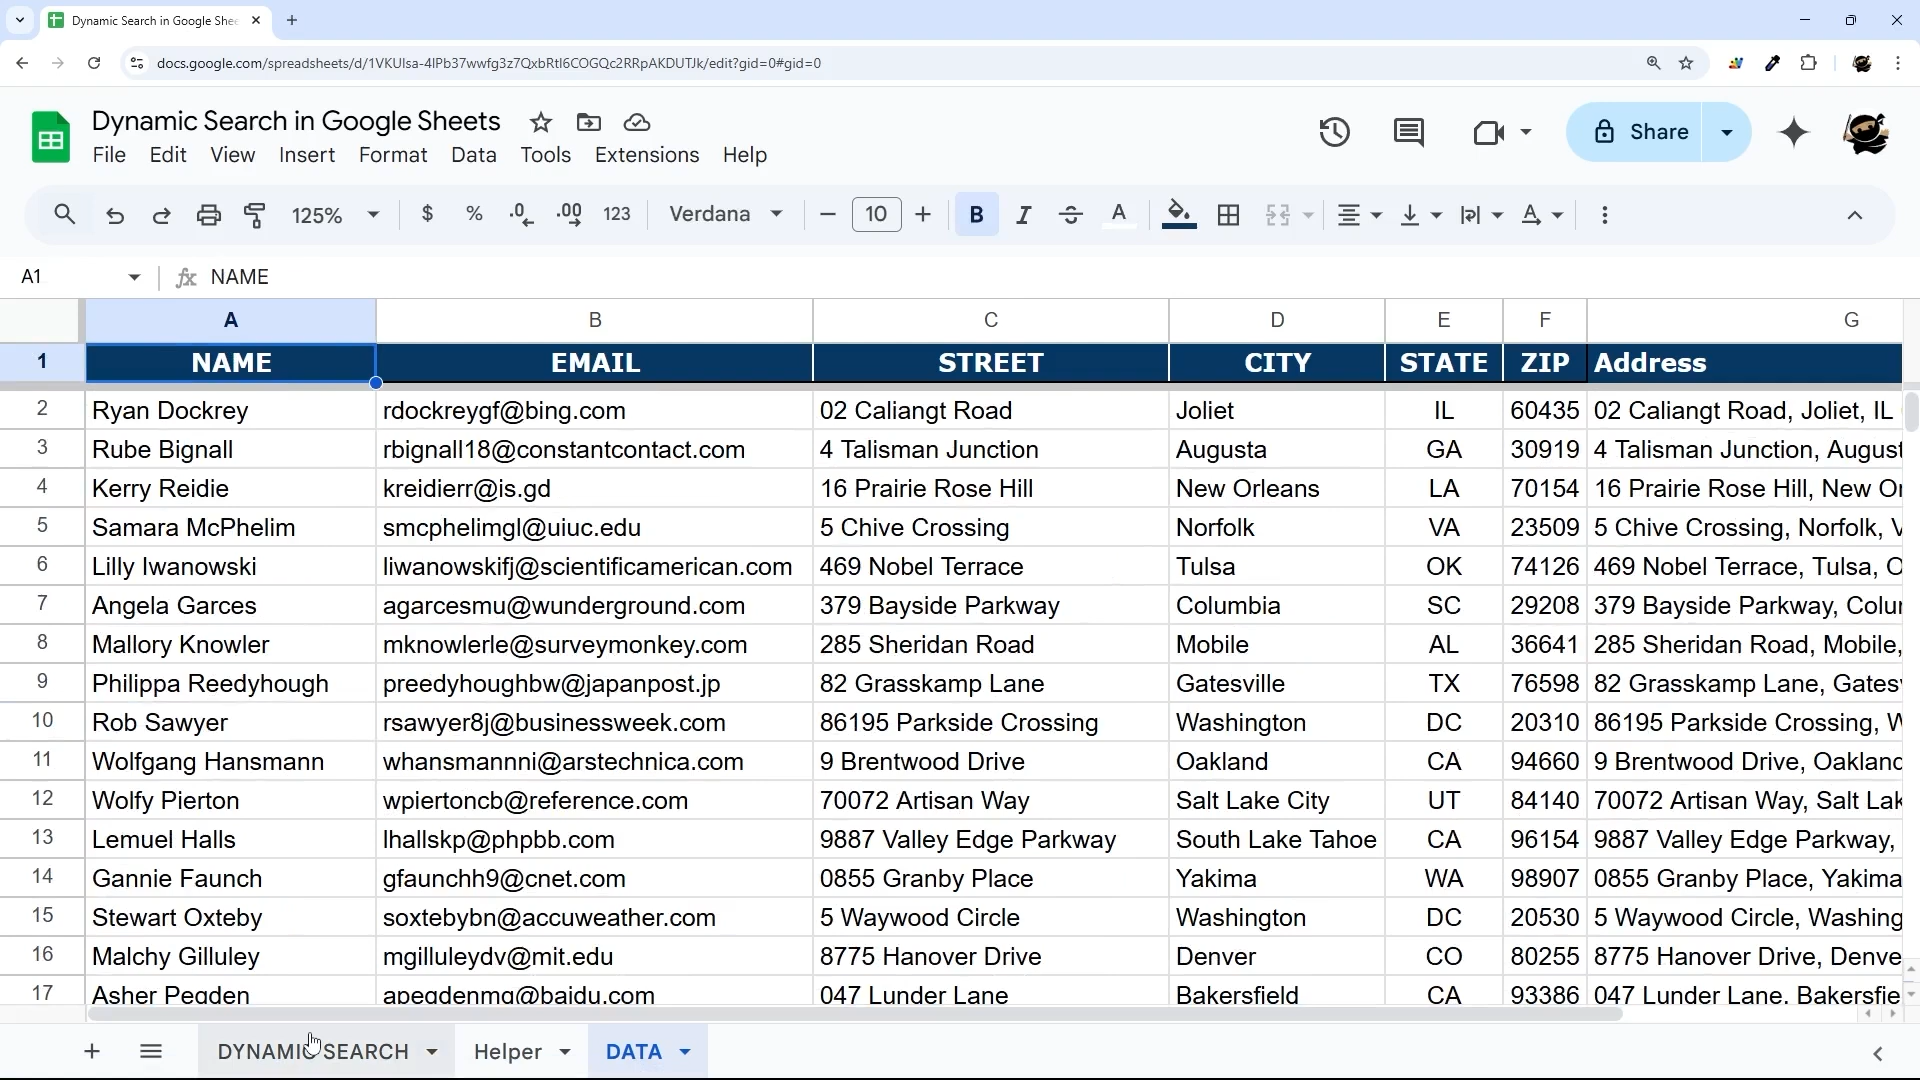 Dynamic Search in Google Shee
docs.google.com/spreadsheets/d/1VKUIsa-4IPb37wwfg3z7QxbRtI6COGQc2RRpAKDUTJk/edit?gid=0#gid=0
Dynamic Search in Google Sheets
File Edit View Insert Format Data Tools Extensions Help
Share
125% $ % .0 .00 123 Verdana 10 B I S A A
A1 fx NAME
A B C D E F G
1 NAME EMAIL STREET CITY STATE ZIP Address
2 Ryan Dockrey rdockreygf@bing.com 02 Caliangt Road Joliet IL 60435 02 Caliangt Road, Joliet, IL
3 Rube Bignall rbignall18@constantcontact.com 4 Talisman Junction Augusta GA 30919 4 Talisman Junction, August
4 Kerry Reidie kreidierr@is.gd 16 Prairie Rose Hill New Orleans LA 70154 16 Prairie Rose Hill, New Or
5 Samara McPhelim smcphelimgl@uiuc.edu 5 Chive Crossing Norfolk VA 23509 5 Chive Crossing, Norfolk, V
6 Lilly Iwanowski liwanowskifj@scientificamerican.com 469 Nobel Terrace Tulsa OK 74126 469 Nobel Terrace, Tulsa, O
7 Angela Garces agarcesmu@wunderground.com 379 Bayside Parkway Columbia SC 29208 379 Bayside Parkway, Colur
8 Mallory Knowler mknowlerle@surveymonkey.com 285 Sheridan Road Mobile AL 36641 285 Sheridan Road, Mobile,
9 Philippa Reedyhough preedyhoughbw@japanpost.jp 82 Grasskamp Lane Gatesville TX 76598 82 Grasskamp Lane, Gates
10 Rob Sawyer rsawyer8j@businessweek.com 86195 Parkside Crossing Washington DC 20310 86195 Parkside Crossing, W
11 Wolfgang Hansmann whansmannni@arstechnica.com 9 Brentwood Drive Oakland CA 94660 9 Brentwood Drive, Oakland
12 Wolfy Pierton wpiertoncb@reference.com 70072 Artisan Way Salt Lake City UT 84140 70072 Artisan Way, Salt Lak
13 Lemuel Halls lhallskp@phpbb.com 9887 Valley Edge Parkway South Lake Tahoe CA 96154 9887 Valley Edge Parkway,
14 Gannie Faunch gfaunchh9@cnet.com 0855 Granby Place Yakima WA 98907 0855 Granby Place, Yakima
15 Stewart Oxteby soxtebybn@accuweather.com 5 Waywood Circle Washington DC 20530 5 Waywood Circle, Washing
16 Malchy Gilluley mgilluleydv@mit.edu 8775 Hanover Drive Denver CO 80255 8775 Hanover Drive, Denve
17 Asher Pegden apegdenmq@baidu.com 047 Lunder Lane Bakersfield CA 93386 047 Lunder Lane, Bakersfie
DYNAMIC SEARCH Helper DATA